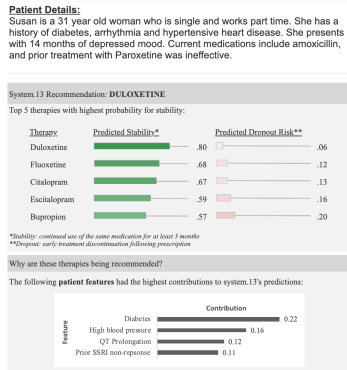 Patient Details:
Susan is a 31 year old woman who is single and works part time. She has a
history of diabetes, arrhythmia and hypertensive heart disease. She presents
with 14 months of depressed mood. Current medications include amoxicillin,
and prior treatment with Paroxetine was ineffective.
System.13 Recommendation: DULOXETINE
Top 5 therapies with highest probability for stability:
Therapy Predicted Stability* Predicted Dropout Risk**
Duloxetine .80 .06
Fluoxetine .68 .12
Citalopram .67 .13
Escitalopram .59 .16
Bupropion .57 .20
*Stability: continued use of the same medication for at least 3 months
**Dropout: early treatment discontinuation following prescription
Why are these therapies being recommended?
The following patient features had the highest contributions to system.13's predictions:
Contribution
Feature
Diabetes 0.22
High blood pressure 0.16
QT Prolongation 0.12
Prior SSRI non-repsonse 0.11